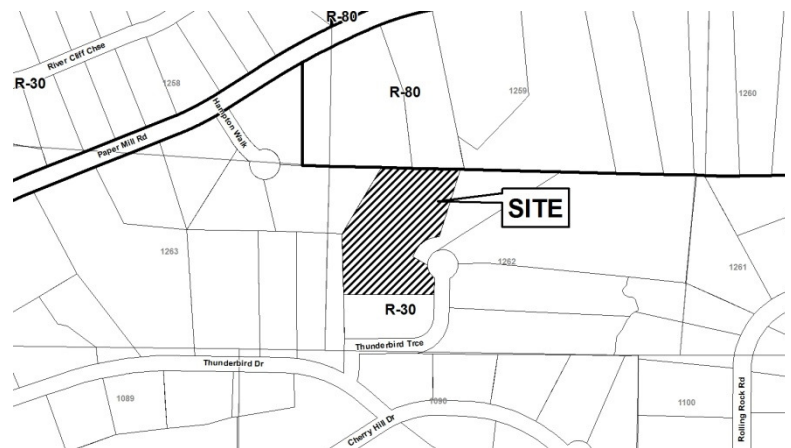 R-80
River Cliff Chse
R-30
1258
R-80
1259
1260
Hampton Walk
Paper Mill Rd
SITE
1263
1262
1261
R-30
Thunderbird Trce
Thunderbird Dr
1089
1090
1100
Rolling Rock Rd
Cherry Hill Dr